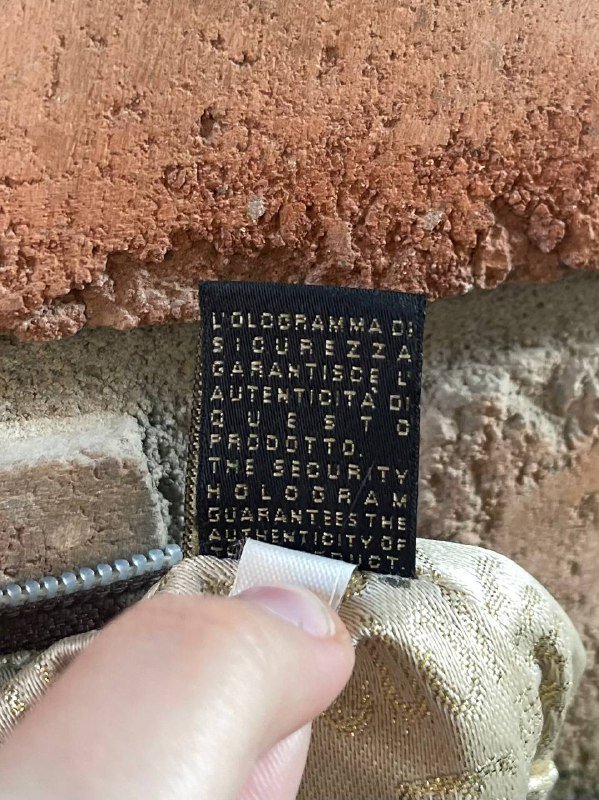 L'OLOGRAMMA DI
SICUREZZA
GARANTISCE L'
AUTENTICITÀ DI
QUESTO
PRODOTTO.
THE SECURITY
HOLOGRAM
GUARANTEES THE
AUTHENTICITY OF